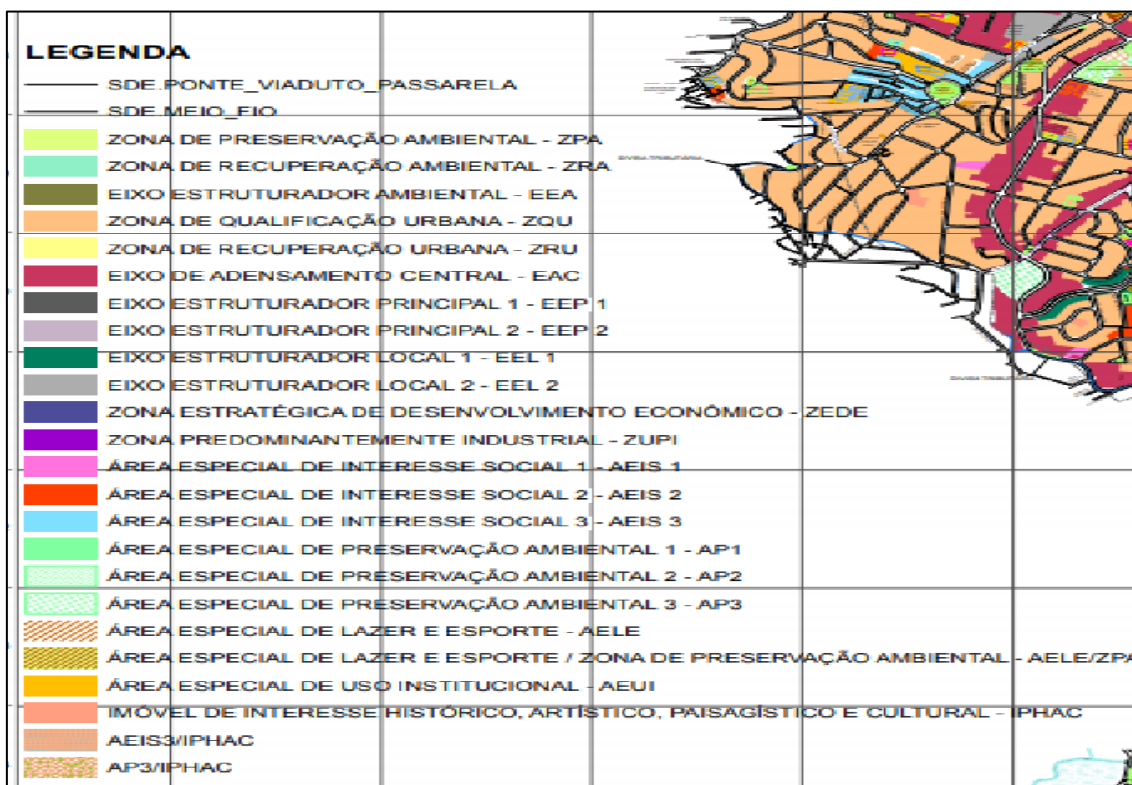 LEGENDA
SDE.PONTE_VIADUTO_PASSARELA
SDE.MEIO_FIO
ZONA DE PRESERVAÇÃO AMBIENTAL - ZPA
ZONA DE RECUPERAÇÃO AMBIENTAL - ZRA
EIXO ESTRUTURADOR AMBIENTAL - EEA
ZONA DE QUALIFICAÇÃO URBANA - ZQU
ZONA DE RECUPERAÇÃO URBANA - ZRU
EIXO DE ADENSAMENTO CENTRAL - EAC
EIXO ESTRUTURADOR PRINCIPAL 1 - EEP 1
EIXO ESTRUTURADOR PRINCIPAL 2 - EEP 2
EIXO ESTRUTURADOR LOCAL 1 - EEL 1
EIXO ESTRUTURADOR LOCAL 2 - EEL 2
ZONA ESTRATÉGICA DE DESENVOLVIMENTO ECONÔMICO - ZEDE
ZONA PREDOMINANTEMENTE INDUSTRIAL - ZUPI
ÁREA ESPECIAL DE INTERESSE SOCIAL 1 - AEIS 1
ÁREA ESPECIAL DE INTERESSE SOCIAL 2 - AEIS 2
ÁREA ESPECIAL DE INTERESSE SOCIAL 3 - AEIS 3
ÁREA ESPECIAL DE PRESERVAÇÃO AMBIENTAL 1 - AP1
ÁREA ESPECIAL DE PRESERVAÇÃO AMBIENTAL 2 - AP2
ÁREA ESPECIAL DE PRESERVAÇÃO AMBIENTAL 3 - AP3
ÁREA ESPECIAL DE LAZER E ESPORTE - AELE
ÁREA ESPECIAL DE LAZER E ESPORTE / ZONA DE PRESERVAÇÃO AMBIENTAL - AELE/ZPA
ÁREA ESPECIAL DE USO INSTITUCIONAL - AEUI
IMÓVEL DE INTERESSE HISTÓRICO, ARTÍSTICO, PAISAGÍSTICO E CULTURAL - IPHAC
AEIS3/IPHAC
AP3/IPHAC